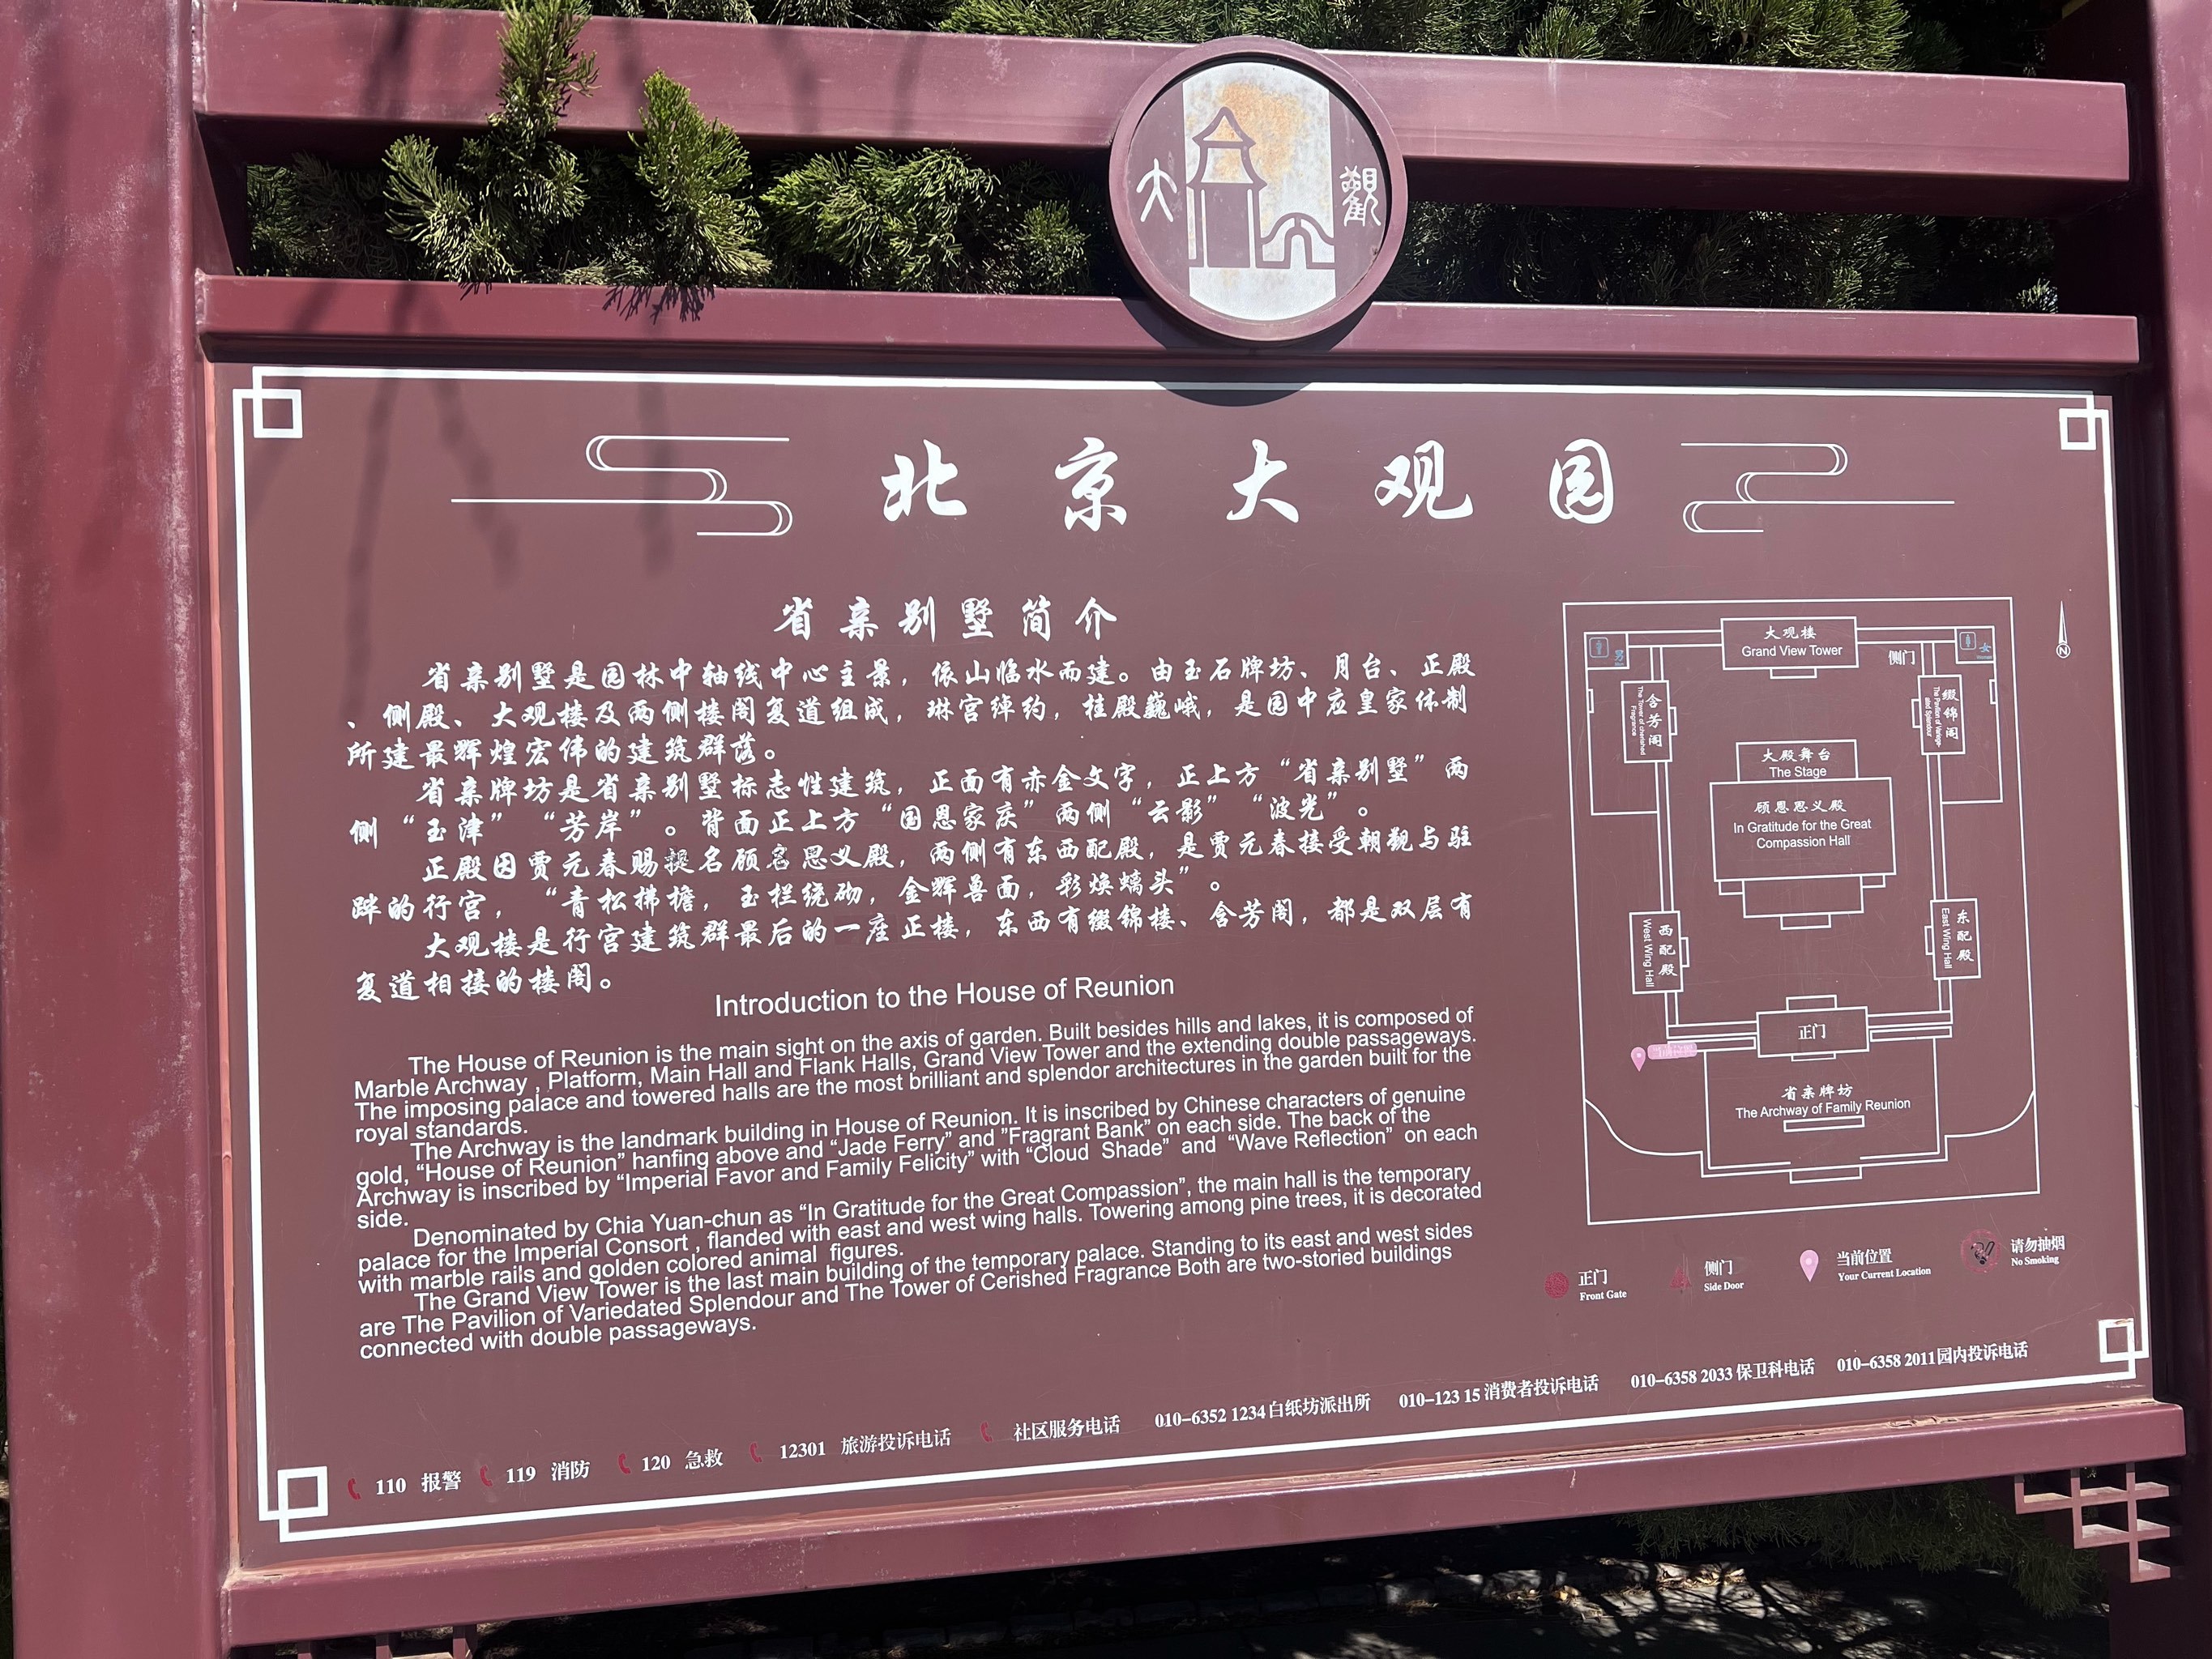 大 觀
北京大观园
省亲别墅简介
省亲别墅是园林中轴线中心主景，依山临水而建。由玉石牌坊、月台、正殿
、侧殿、大观楼及两侧楼阁复道组成，琳宫绰约，桂殿巍峨，是园中应皇家体制
所建最辉煌宏伟的建筑群落。
省亲牌坊是省亲别墅标志性建筑，正面有赤金文字，正上方“省亲别墅”两
侧“玉津”“芳岸”。背面正上方“国恩家庆”两侧“云影”“波光”。
正殿因贾元春赐提名顾恩思义殿，两侧有东西配殿，是贾元春接受朝觐与驻
跸的行宫，“青松拂檐，玉栏绕砌，金辉兽面，彩焕螭头”。
大观楼是行宫建筑群最后的一座正楼，东西有缀锦楼、含芳阁，都是双层有
复道相接的楼阁。
Introduction to the House of Reunion
The House of Reunion is the main sight on the axis of garden. Built besides hills and lakes, it is composed of
Marble Archway , Platform, Main Hall and Flank Halls, Grand View Tower and the extending double passageways.
The imposing palace and towered halls are the most brilliant and splendor architectures in the garden built for the
royal standards.
The Archway is the landmark building in House of Reunion. It is inscribed by Chinese characters of genuine
gold, “House of Reunion” hanfing above and “Jade Ferry” and ”Fragrant Bank” on each side. The back of the
Archway is inscribed by “Imperial Favor and Family Felicity” with “Cloud Shade” and “Wave Reflection” on each
side.
Denominated by Chia Yuan-chun as “In Gratitude for the Great Compassion”, the main hall is the temporary
palace for the Imperial Consort , flanded with east and west wing halls. Towering among pine trees, it is decorated
with marble rails and golden colored animal figures.
The Grand View Tower is the last main building of the temporary palace. Standing to its east and west sides
are The Pavilion of Variedated Splendour and The Tower of Cerished Fragrance Both are two-storied buildings
connected with double passageways.
大观楼
Grand View Tower
男
女
侧门
N
含芳阁
The Tower of cherished
Fragrance
缀锦阁
The Pavilion of Varieg-
ated Splendour
大殿舞台
The Stage
顾恩思义殿
In Gratitude for the Great
Compassion Hall
西配殿
West Wing Hall
东配殿
East Wing Hall
正门
省亲牌坊
The Archway of Family Reunion
正门
Front Gate
侧门
Side Door
当前位置
Your Current Location
请勿抽烟
No Smoking
110 报警 119 消防 120 急救 12301 旅游投诉电话 社区服务电话 010-6352 1234 白纸坊派出所 010-123 15 消费者投诉电话 010-6358 2033 保卫科电话 010-6358 2011 园内投诉电话